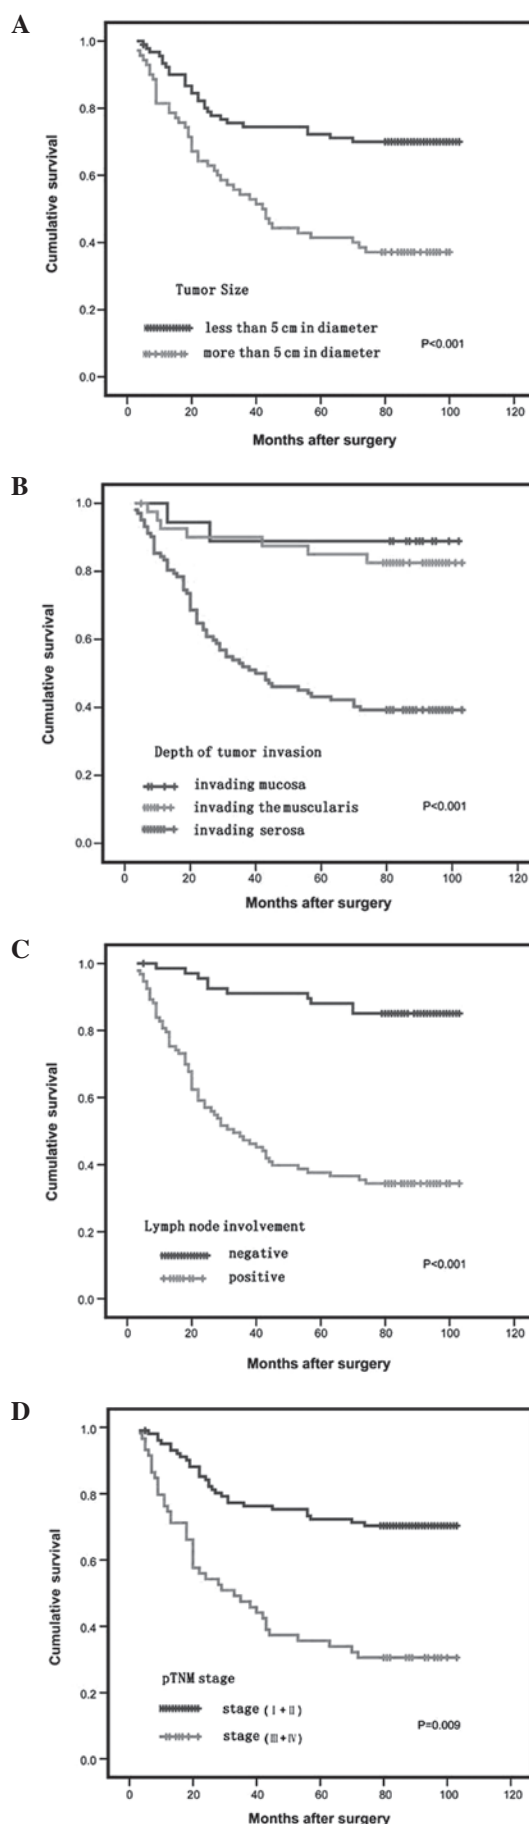 A
1.0
0.8
0.6
0.4
0.2
0.0
Cumulative survival
Tumor Size
less than 5 cm in diameter
more than 5 cm in diameter
P<0.001
0 20 40 60 80 100
Months after surgery
B
1.0
0.8
0.6
0.4
0.2
0.0
Cumulative survival
Depth of tumor invasion
invading mucosa
invading the muscularis
invading serosa
P<0.001
0 20 40 60 80 100 120
Months after surgery
C
1.0
0.8
0.6
0.4
0.2
0.0
Cumulative survival
Lymph node involvement
negative
positive
P<0.001
0 20 40 60 80 100 120
Months after surgery
D
1.0
0.8
0.6
0.4
0.2
0.0
Cumulative survival
pTNM stage
stage (Ⅰ+Ⅱ)
stage (Ⅲ+Ⅳ)
P=0.009
0 20 40 60 80 100 120
Months after surgery